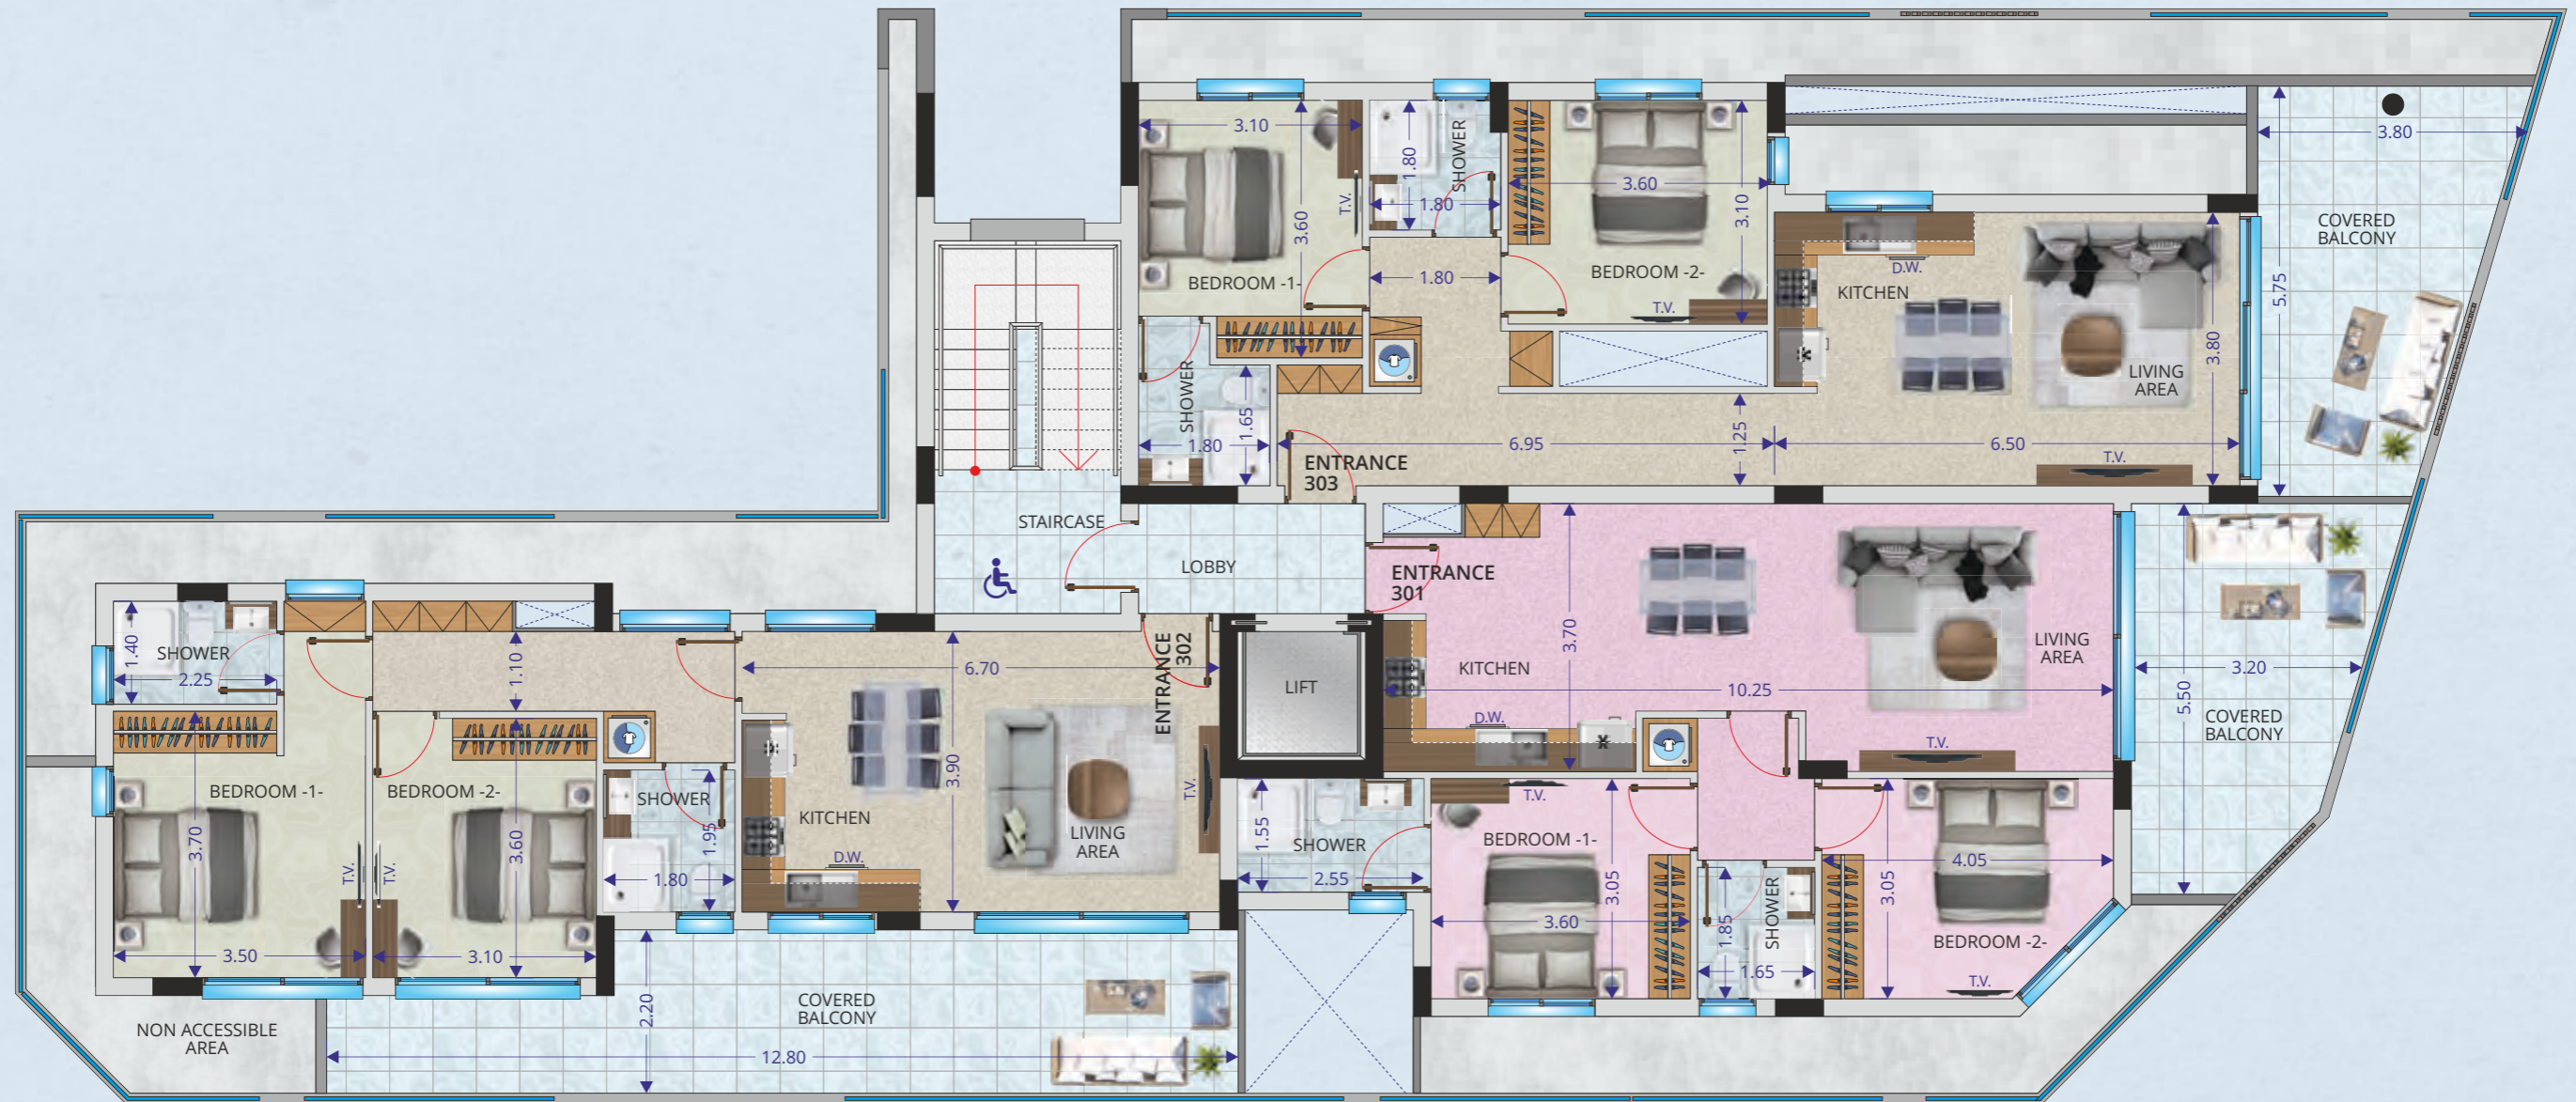 3.10
3.60
T.V.
BEDROOM -1-
1.80
SHOWER
1.80
1.80
3.60
3.10
BEDROOM -2-
T.V.
D.W.
KITCHEN
LIVING
AREA
3.80
6.50
T.V.
3.80
COVERED
BALCONY
5.75
SHOWER
1.65
1.80
6.95
1.25
ENTRANCE
303
STAIRCASE
LOBBY
ENTRANCE
301
3.70
KITCHEN
10.25
D.W.
LIVING
AREA
T.V.
3.20
5.50
COVERED
BALCONY
LIFT
ENTRANCE
302
1.40
SHOWER
2.25
1.10
6.70
3.90
KITCHEN
D.W.
LIVING
AREA
T.V.
BEDROOM -1-
3.70
3.50
T.V.
BEDROOM -2-
T.V.
3.60
3.10
SHOWER
1.95
1.80
1.55
SHOWER
2.55
T.V.
BEDROOM -1-
3.05
3.60
1.85
SHOWER
1.65
4.05
3.05
BEDROOM -2-
T.V.
NON ACCESSIBLE
AREA
2.20
COVERED
BALCONY
12.80